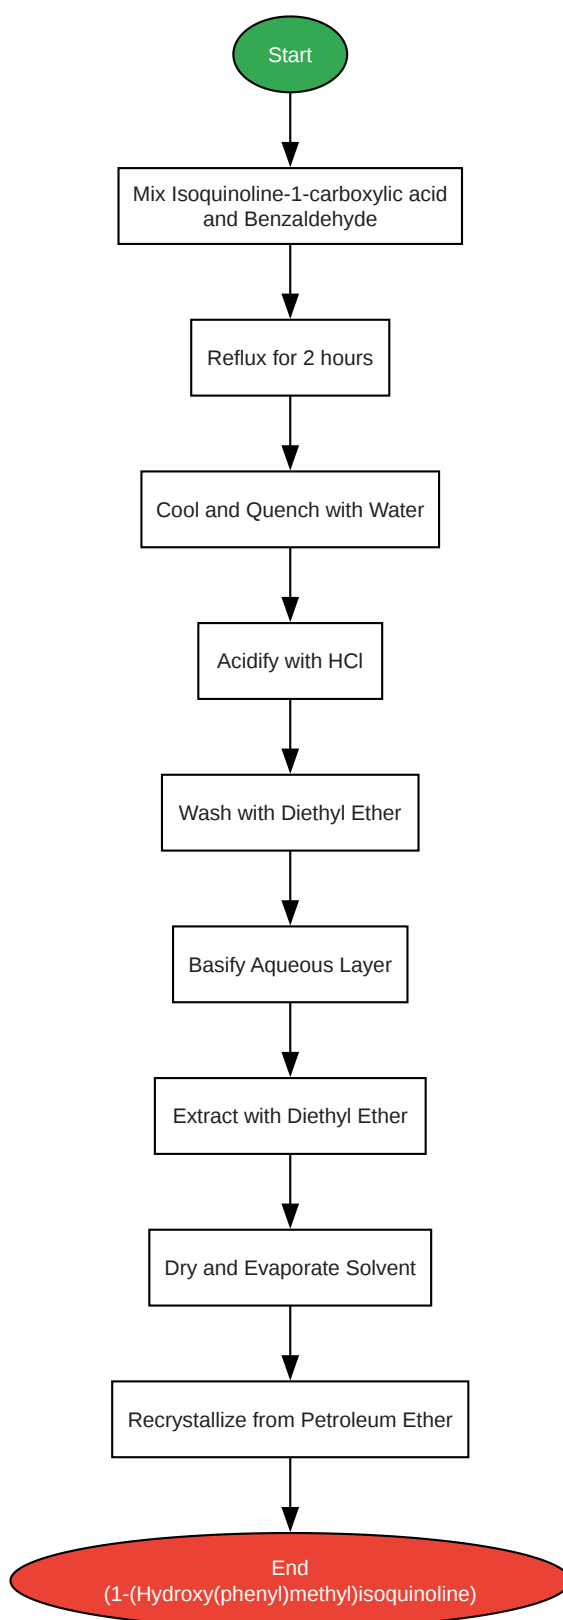 Start
Mix Isoquinoline-1-carboxylic acid
and Benzaldehyde
Reflux for 2 hours
Cool and Quench with Water
Acidify with HCl
Wash with Diethyl Ether
Basify Aqueous Layer
Extract with Diethyl Ether
Dry and Evaporate Solvent
Recrystallize from Petroleum Ether
End
(1-(Hydroxy(phenyl)methyl)isoquinoline)